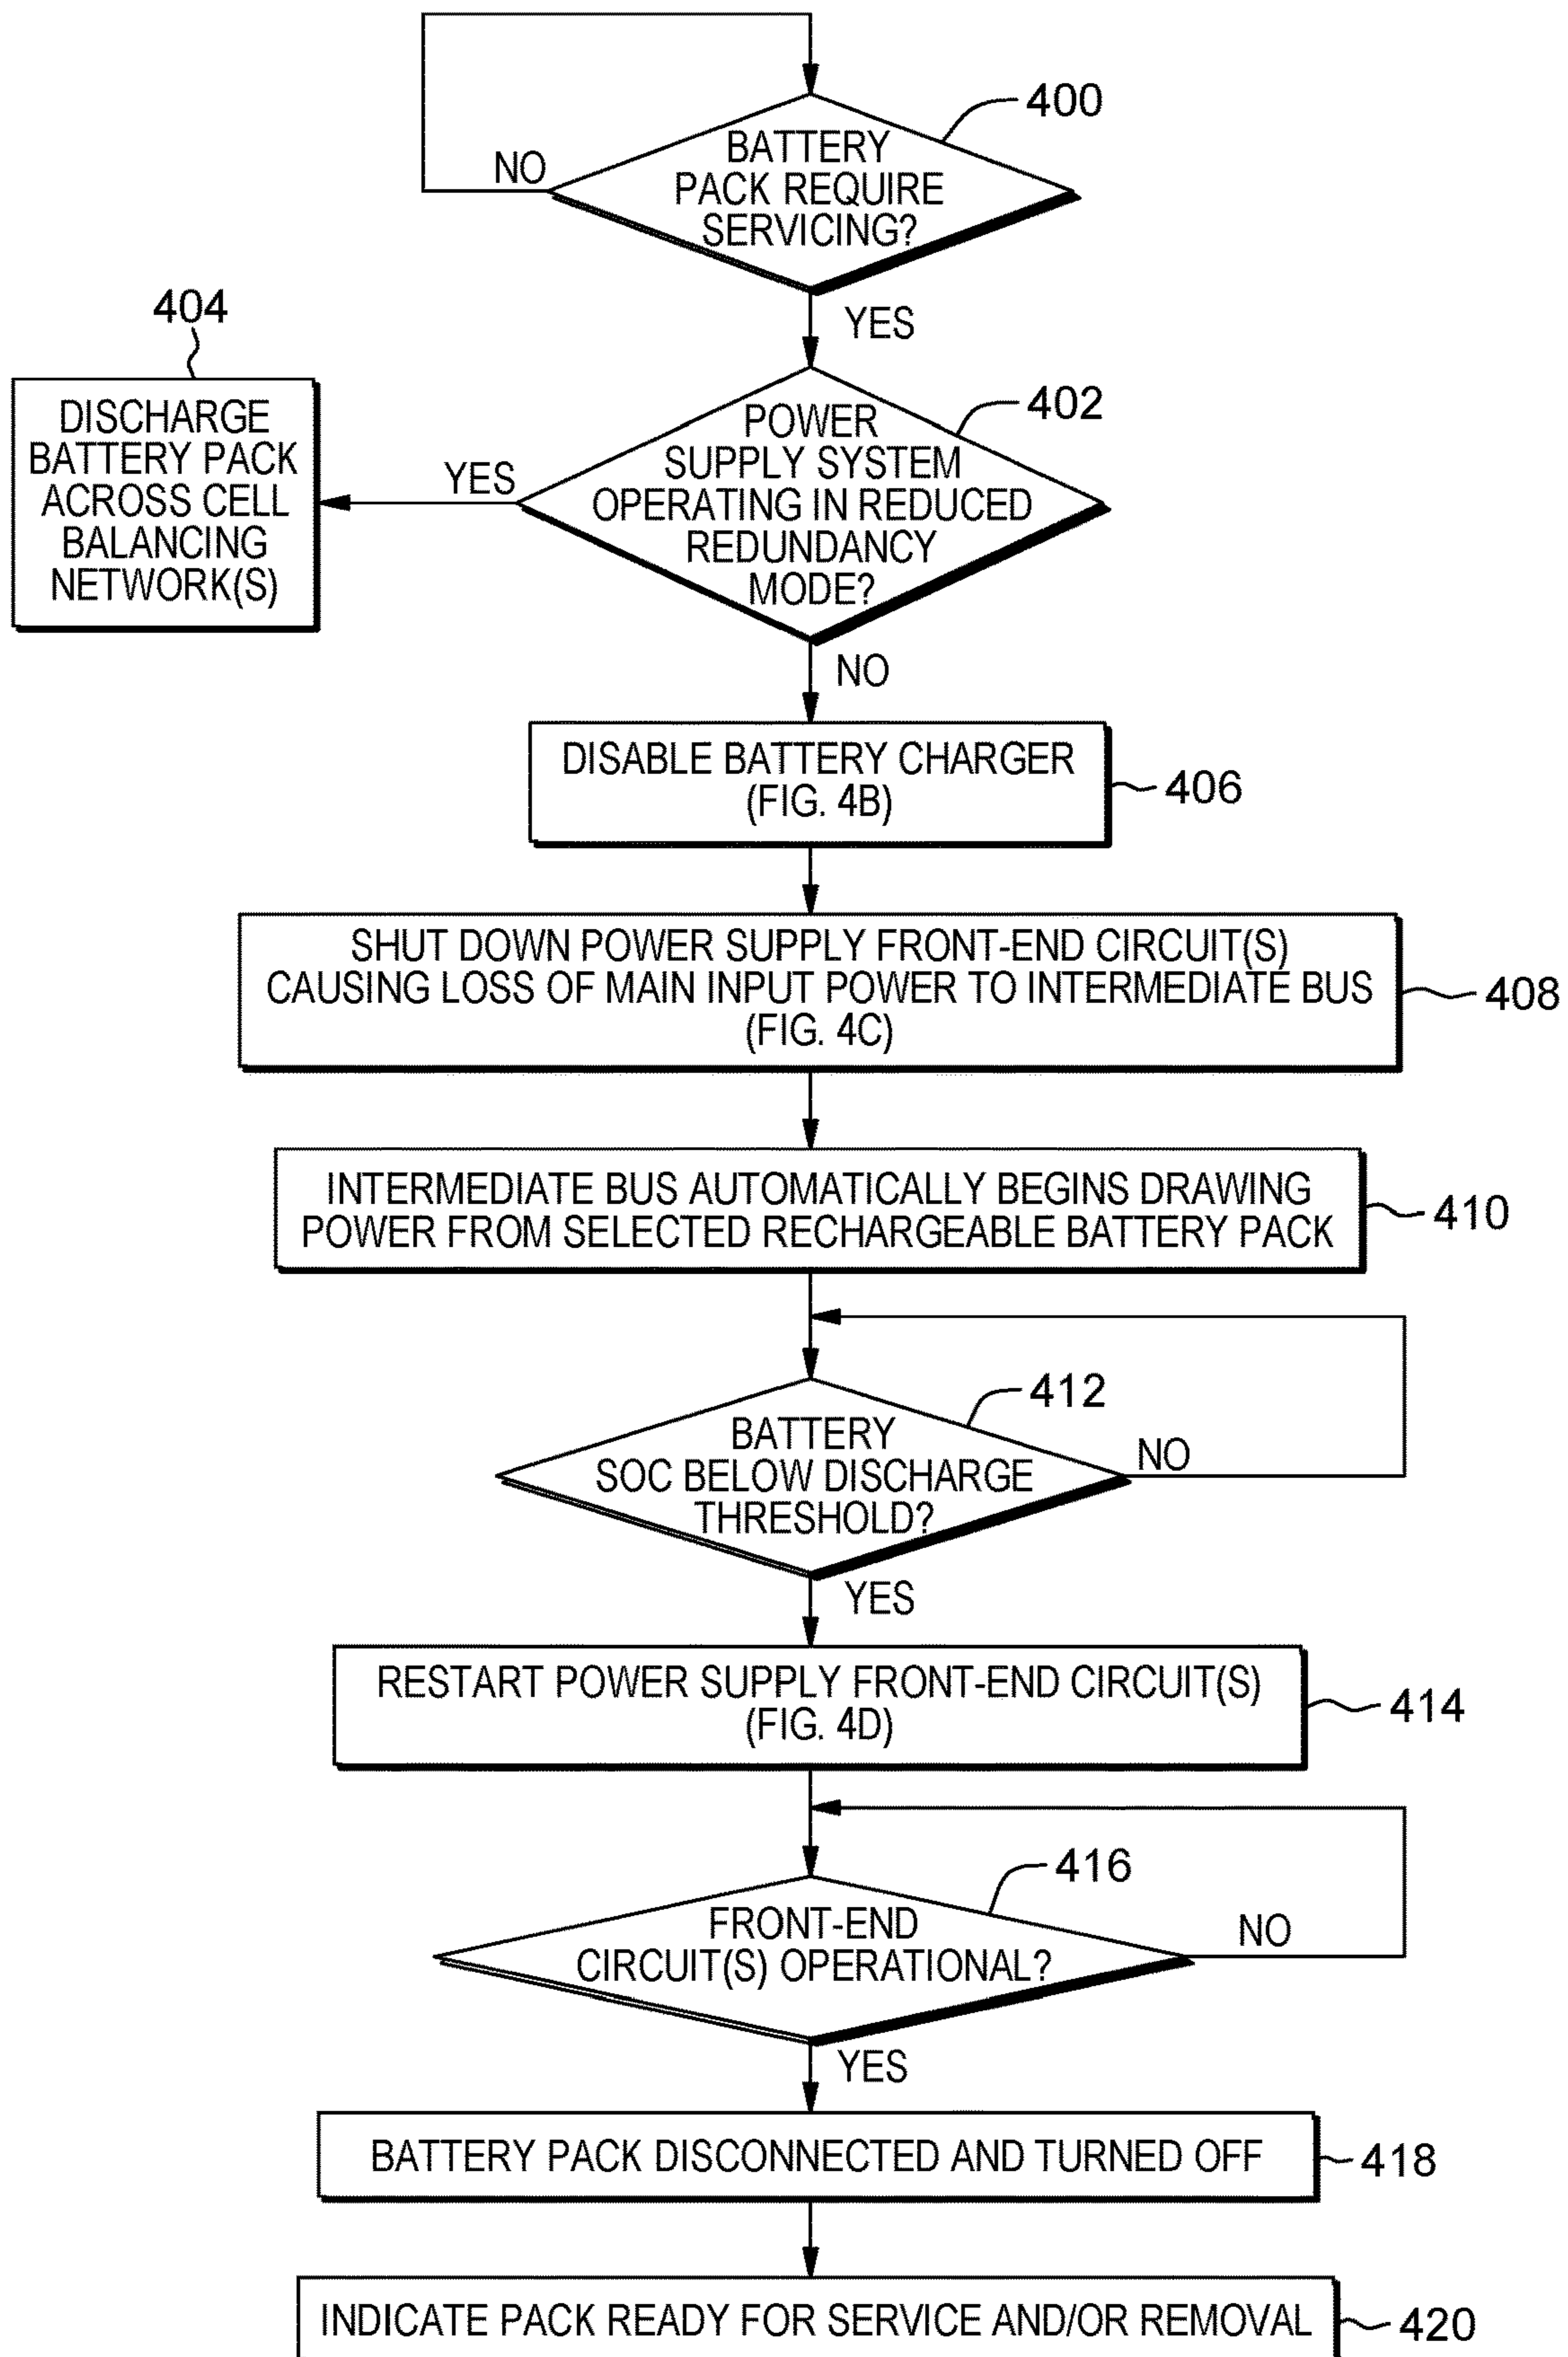 400
BATTERY
PACK REQUIRE
SERVICING?
NO
YES
404
DISCHARGE
BATTERY PACK
ACROSS CELL
BALANCING
NETWORK(S)
YES
402
POWER
SUPPLY SYSTEM
OPERATING IN REDUCED
REDUNDANCY
MODE?
NO
DISABLE BATTERY CHARGER
(FIG. 4B)
406
SHUT DOWN POWER SUPPLY FRONT-END CIRCUIT(S)
CAUSING LOSS OF MAIN INPUT POWER TO INTERMEDIATE BUS
(FIG. 4C)
408
INTERMEDIATE BUS AUTOMATICALLY BEGINS DRAWING
POWER FROM SELECTED RECHARGEABLE BATTERY PACK
410
412
BATTERY
SOC BELOW DISCHARGE
THRESHOLD?
NO
YES
RESTART POWER SUPPLY FRONT-END CIRCUIT(S)
(FIG. 4D)
414
416
FRONT-END
CIRCUIT(S) OPERATIONAL?
NO
YES
BATTERY PACK DISCONNECTED AND TURNED OFF
418
INDICATE PACK READY FOR SERVICE AND/OR REMOVAL
420